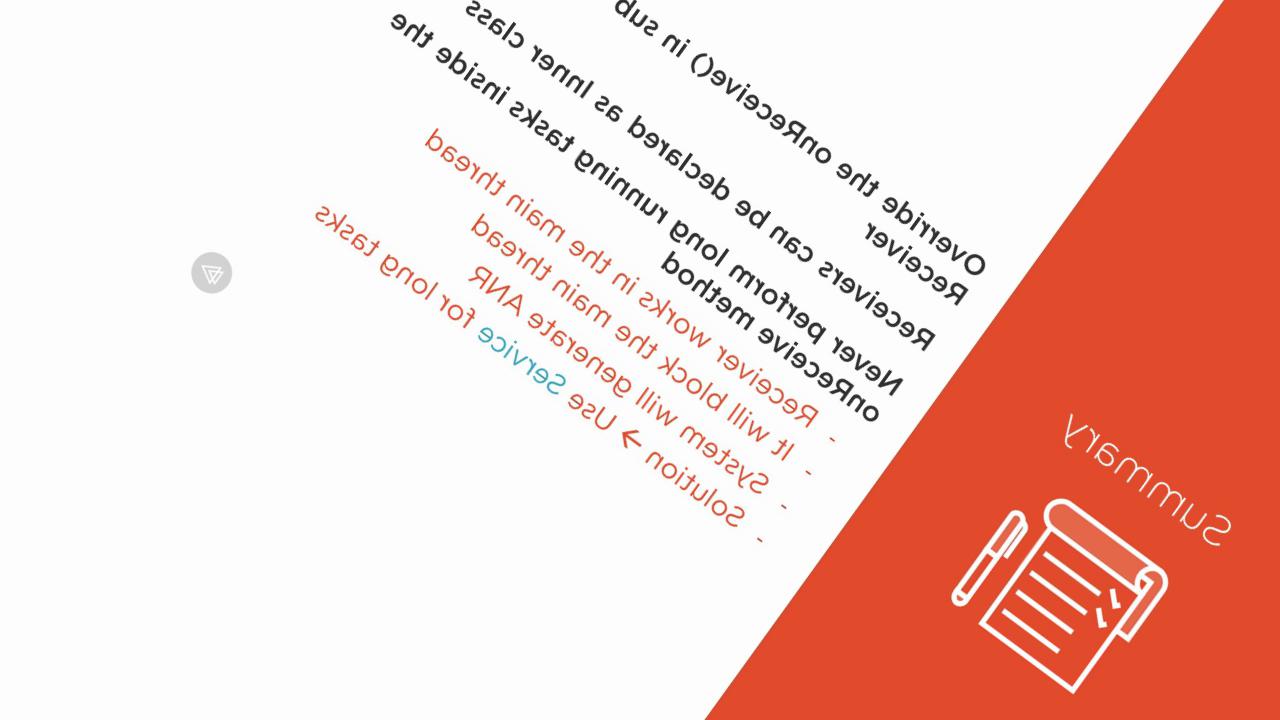 Summary
Override the onReceive() in sub
Receiver
Receivers can be declared as Inner class
Never perform long running tasks inside the
onReceive method
- Receiver works in the main thread
- It will block the main thread
- System will generate ANR
- Solution → Use Service for long tasks